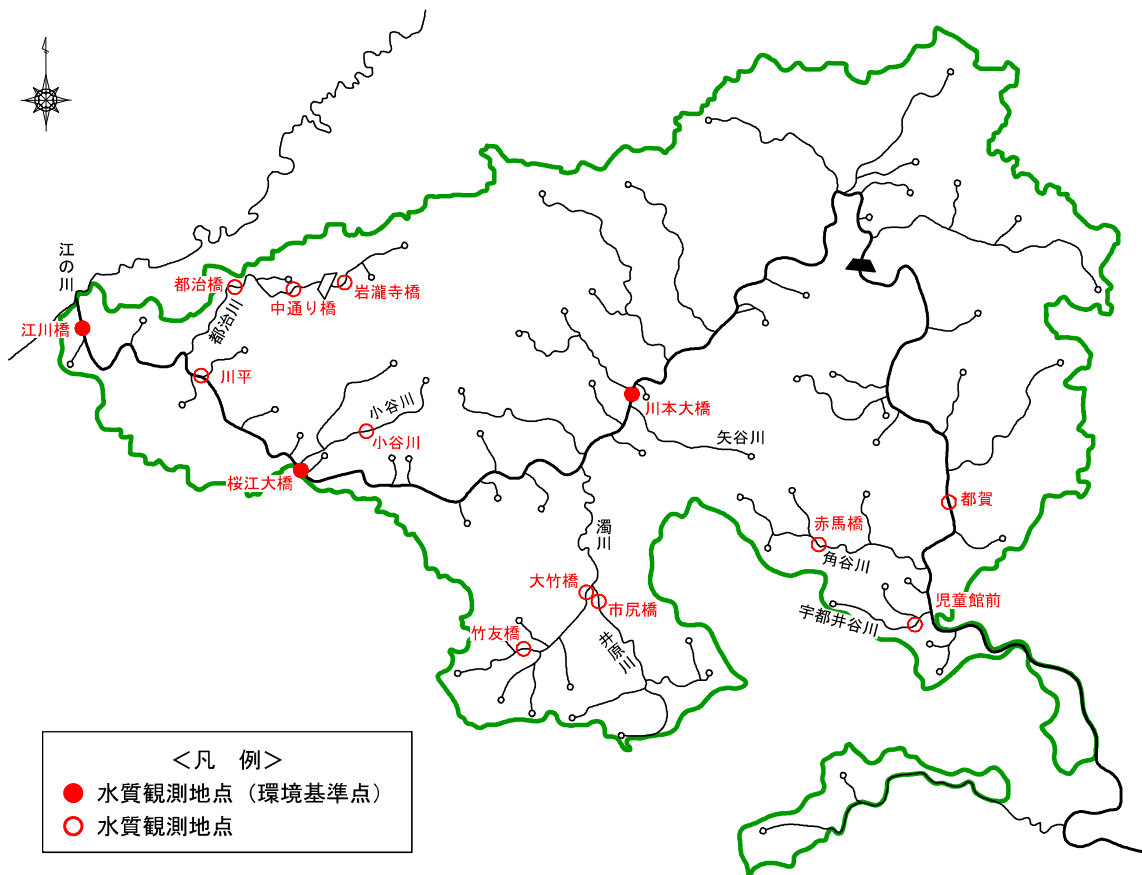 江の川
都治橋
岩瀧寺橋
中通り橋
都治川
江川橋
川平
小谷川
小谷川
川本大橋
矢谷川
桜江大橋
都賀
赤馬橋
角谷川
濁川
大竹橋
市尻橋
児童館前
宇都井谷川
竹友橋
井原川
<凡 例>
水質観測地点(環境基準点)
水質観測地点